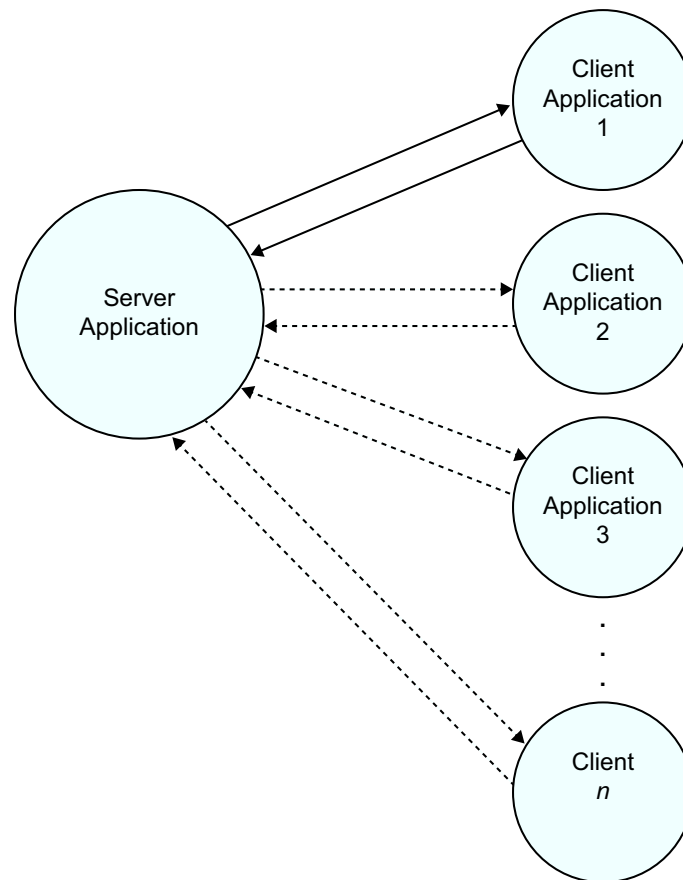 Client
Application
1
Server
Application
Client
Application
2
Client
Application
3
.
.
.
Client
n